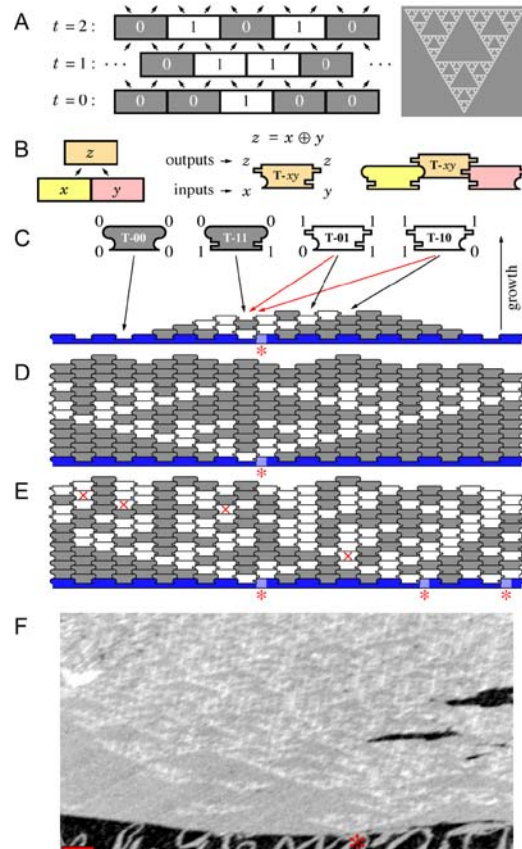 A
t = 2 : 0 1 0 1 0
· · · t = 1 : 0 1 1 0 · · ·
t = 0 : 0 0 1 0 0
B
z = x ⊕ y
z
outputs z T-xy z
inputs x y
x y
T-xy
C
0 0 0 0 1 1 1 1
T-00 T-11 T-01 T-10
0 0 1 1 0 1 1 0
growth
*
D
*
E
× × × ×
* * *
F
*